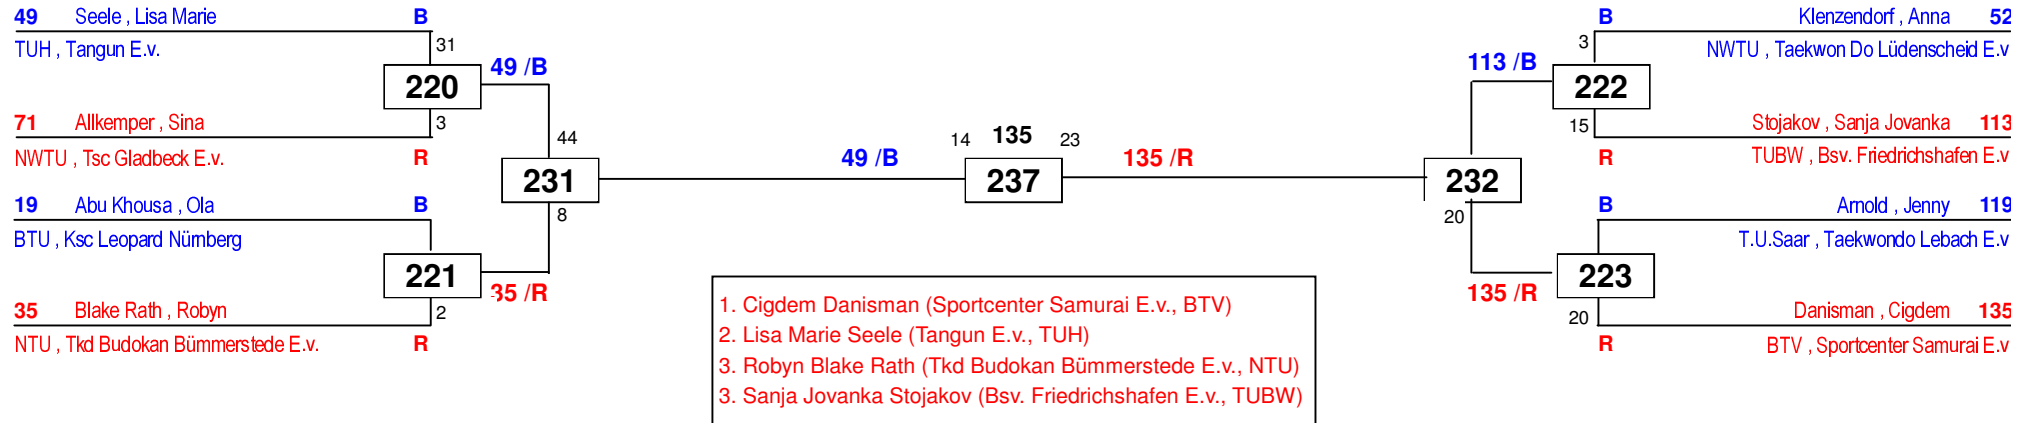 49 Seele , Lisa Marie B
TUH , Tangun E.v.
31
220
49 /B
71 Allkemper , Sina
3
NWTU , Tsc Gladbeck E.v. R
44
231
8
19 Abu Khousa , Ola B
BTU , Ksc Leopard Nürnberg
221
35 /R
35 Blake Rath , Robyn
2
NTU , Tkd Budokan Bümmerstede E.v. R
49 /B
14 135 23
237
135 /R
B Klenzendorf , Anna 52
3
NWTU , Taekwon Do Lüdenscheid E.v
113 /B
222
15
Stojakov , Sanja Jovanka 113
R TUBW , Bsv. Friedrichshafen E.v
232
20
B Arnold , Jenny 119
T.U.Saar , Taekwondo Lebach E.v
223
135 /R
20
Danisman , Cigdem 135
R BTV , Sportcenter Samurai E.v
1. Cigdem Danisman (Sportcenter Samurai E.v., BTV)
2. Lisa Marie Seele (Tangun E.v., TUH)
3. Robyn Blake Rath (Tkd Budokan Bümmerstede E.v., NTU)
3. Sanja Jovanka Stojakov (Bsv. Friedrichshafen E.v., TUBW)